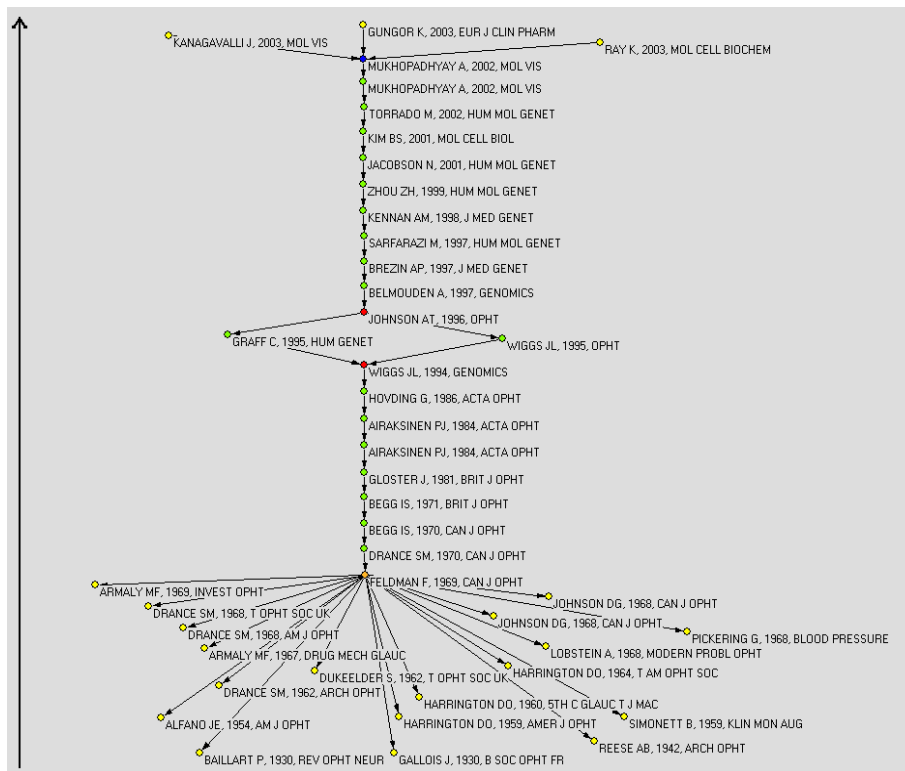 GUNGOR K, 2003, EUR J CLIN PHARM
KANAGAVALLI J, 2003, MOL VIS
RAY K, 2003, MOL CELL BIOCHEM
MUKHOPADHYAY A, 2002, MOL VIS
MUKHOPADHYAY A, 2002, MOL VIS
TORRADO M, 2002, HUM MOL GENET
KIM BS, 2001, MOL CELL BIOL
JACOBSON N, 2001, HUM MOL GENET
ZHOU ZH, 1999, HUM MOL GENET
KENNAN AM, 1998, J MED GENET
SARFARAZI M, 1997, HUM MOL GENET
BREZIN AP, 1997, J MED GENET
BELMOUDEN A, 1997, GENOMICS
JOHNSON AT, 1996, OPHT
GRAFF C, 1995, HUM GENET
WIGGS JL, 1995, OPHT
WIGGS JL, 1994, GENOMICS
HOVDING G, 1986, ACTA OPHT
AIRAKSINEN PJ, 1984, ACTA OPHT
AIRAKSINEN PJ, 1984, ACTA OPHT
GLOSTER J, 1981, BRIT J OPHT
BEGG IS, 1971, BRIT J OPHT
BEGG IS, 1970, CAN J OPHT
DRANCE SM, 1970, CAN J OPHT
FELDMAN F, 1969, CAN J OPHT
ARMALY MF, 1969, INVEST OPHT
JOHNSON DG, 1968, CAN J OPHT
DRANCE SM, 1968, T OPHT SOC UK
JOHNSON DG, 1968, CAN J OPHT
DRANCE SM, 1968, AM J OPHT
PICKERING G, 1968, BLOOD PRESSURE
ARMALY MF, 1967, DRUG MECH GLAUC
LOBSTEIN A, 1968, MODERN PROBL OPHT
HARRINGTON DO, 1964, T AM OPHT SOC
DUKEELDER S, 1962, T OPHT SOC UK
DRANCE SM, 1962, ARCH OPHT
HARRINGTON DO, 1960, 5TH C GLAUC T J MAC
ALFANO JE, 1954, AM J OPHT
HARRINGTON DO, 1959, AMER J OPHT
SIMONETT B, 1959, KLIN MON AUG
REESE AB, 1942, ARCH OPHT
BAILLART P, 1930, REV OPHT NEUR
GALLOIS J, 1930, B SOC OPHT FR